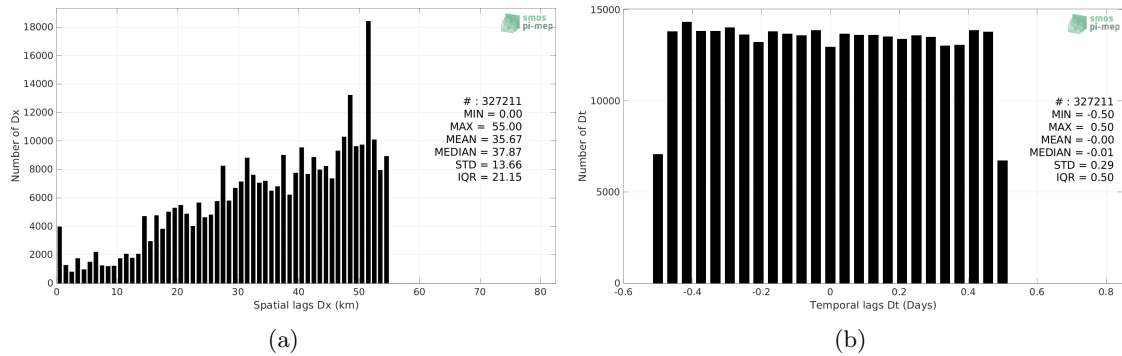 18000
16000
14000
12000
10000
8000
6000
4000
2000
0
Number of Dx
smos
pi-mep
# : 327211
MIN = 0.00
MAX = 55.00
MEAN = 35.67
MEDIAN = 37.87
STD = 13.66
IQR = 21.15
0 10 20 30 40 50 60 70 80
Spatial lags Dx (km)
(a)
15000
10000
5000
0
Number of Dt
smos
pi-mep
# : 327211
MIN = -0.50
MAX = 0.50
MEAN = -0.00
MEDIAN = -0.01
STD = 0.29
IQR = 0.50
-0.6 -0.4 -0.2 0 0.2 0.4 0.6 0.8
Temporal lags Dt (Days)
(b)